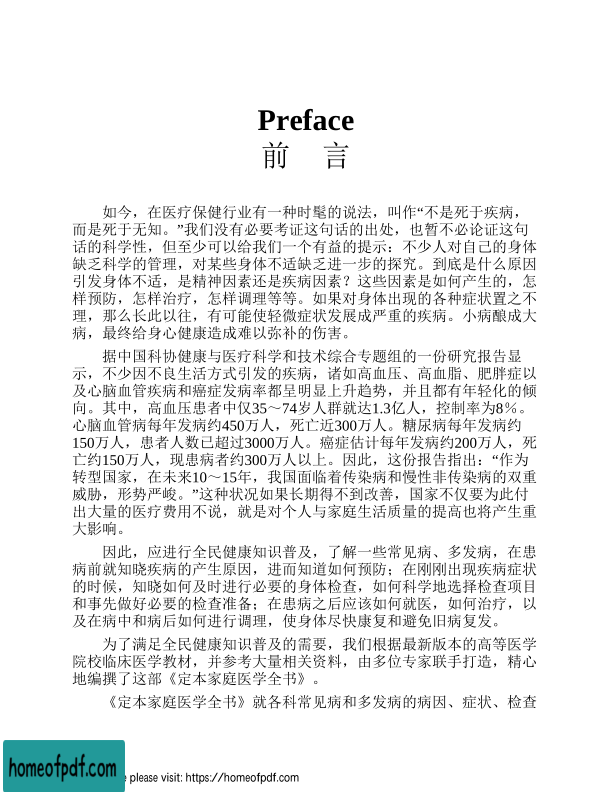 Preface
前 言
如今，在医疗保健行业有一种时髦的说法，叫作“不是死于疾病，
而是死于无知。”我们没有必要考证这句话的出处，也暂不必论证这句
话的科学性，但至少可以给我们一个有益的提示：不少人对自己的身体
缺乏科学的管理，对某些身体不适缺乏进一步的探究。到底是什么原因
引发身体不适，是精神因素还是疾病因素？这些因素是如何产生的，怎
样预防，怎样治疗，怎样调理等等。如果对身体出现的各种症状置之不
理，那么长此以往，有可能使轻微症状发展成严重的疾病。小病酿成大
病，最终给身心健康造成难以弥补的伤害。
据中国科协健康与医疗科学和技术综合专题组的一份研究报告显
示，不少因不良生活方式引发的疾病，诸如高血压、高血脂、肥胖症以
及心脑血管疾病和癌症发病率都呈明显上升趋势，并且都有年轻化的倾
向。其中，高血压患者中仅35～74岁人群就达1.3亿人，控制率为8%。
心脑血管病每年发病约450万人，死亡近300万人。糖尿病每年发病约
150万人，患者人数已超过3000万人。癌症估计每年发病约200万人，死
亡约150万人，现患病者约300万人以上。因此，这份报告指出：“作为
转型国家，在未来10～15年，我国面临着传染病和慢性非传染病的双重
威胁，形势严峻。”这种状况如果长期得不到改善，国家不仅要为此付
出大量的医疗费用不说，就是对个人与家庭生活质量的提高也将产生重
大影响。
因此，应进行全民健康知识普及，了解一些常见病、多发病，在患
病前就知晓疾病的产生原因，进而知道如何预防；在刚刚出现疾病症状
的时候，知晓如何及时进行必要的身体检查，如何科学地选择检查项目
和事先做好必要的检查准备；在患病之后应该如何就医，如何治疗，以
及在病中和病后如何进行调理，使身体尽快康复和避免旧病复发。
为了满足全民健康知识普及的需要，我们根据最新版本的高等医学
院校临床医学教材，并参考大量相关资料，由多位专家联手打造，精心
地编撰了这部《定本家庭医学全书》。
《定本家庭医学全书》就各科常见病和多发病的病因、症状、检查
homeofpdf.com
e please visit: https://homeofpdf.com